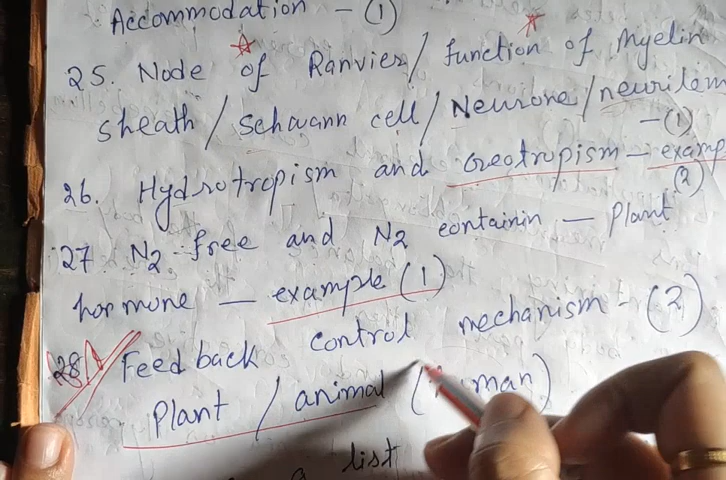 Accommodation - (1)
25. Node of Ranvier / function of Myelin
sheath / Schwann cell / Neurone / neurilem
- (1)
26. Hydrotropism and Geotropism - examp
(2)
27 N2-free and N2 containin - Plant
hormone - example (1)
28 Feed back control mechanism - (2)
Plant / animal (human)
list